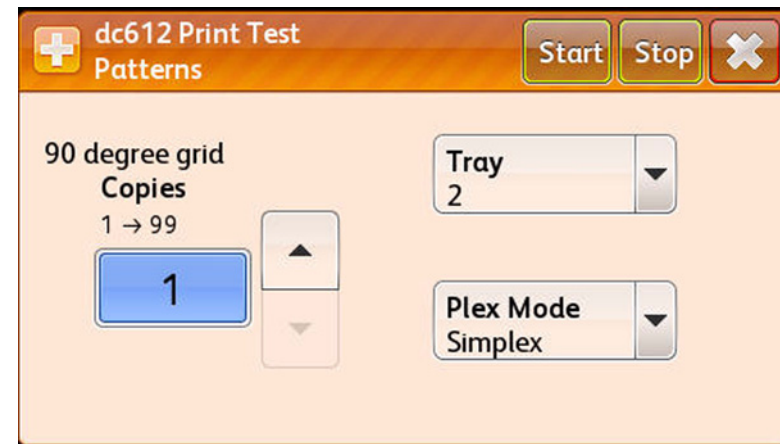 dc612 Print Test
Patterns
Start
Stop
90 degree grid
Copies
1 → 99
1
Tray
2
Plex Mode
Simplex